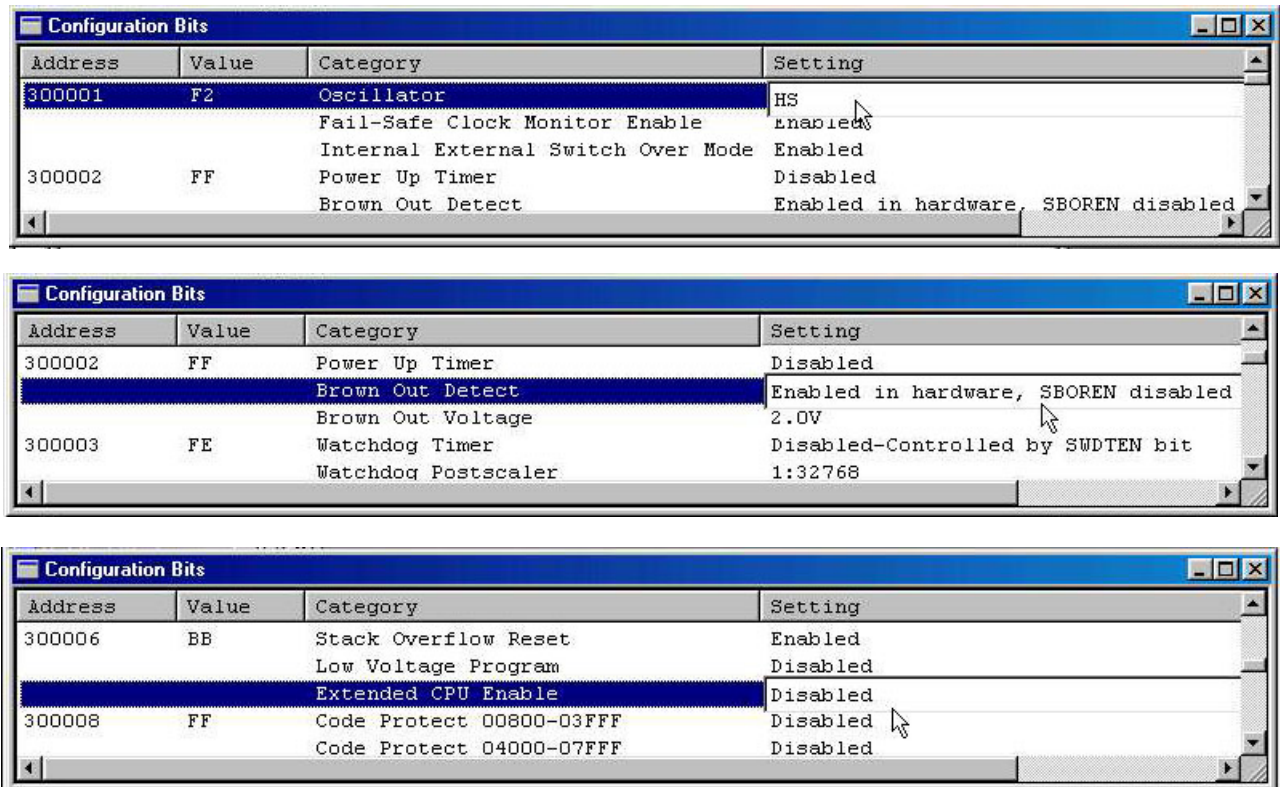 Configuration Bits
Address Value Category Setting
300001 F2 Oscillator HS
Fail-Safe Clock Monitor Enable Enabled
Internal External Switch Over Mode Enabled
300002 FF Power Up Timer Disabled
Brown Out Detect Enabled in hardware, SBOREN disabled
Configuration Bits
Address Value Category Setting
300002 FF Power Up Timer Disabled
Brown Out Detect Enabled in hardware, SBOREN disabled
Brown Out Voltage 2.0V
300003 FE Watchdog Timer Disabled-Controlled by SWDTEN bit
Watchdog Postscaler 1:32768
Configuration Bits
Address Value Category Setting
300006 BB Stack Overflow Reset Enabled
Low Voltage Program Disabled
Extended CPU Enable Disabled
300008 FF Code Protect 00800-03FFF Disabled
Code Protect 04000-07FFF Disabled